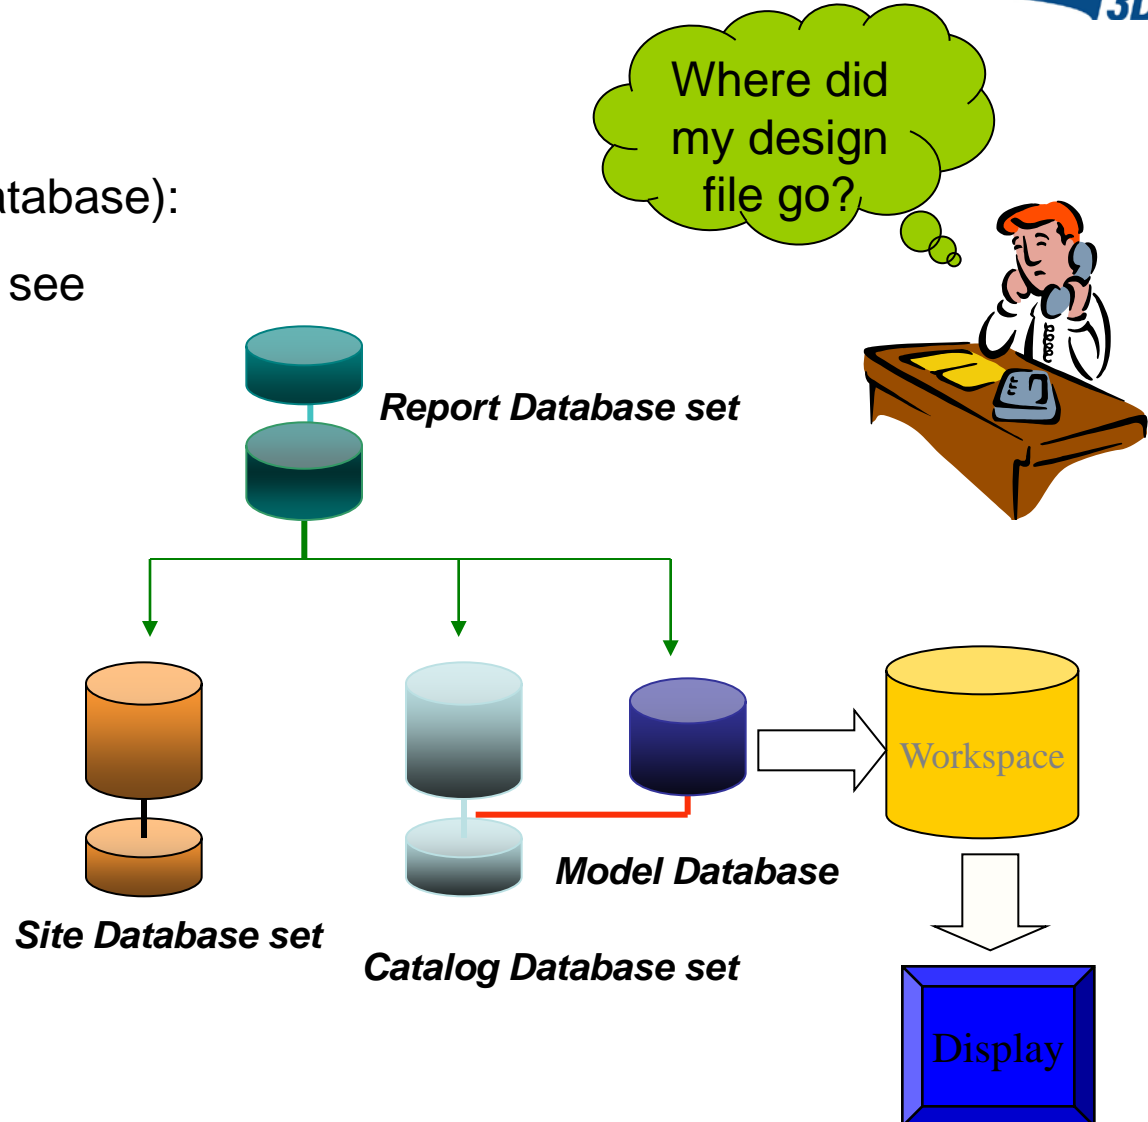 3D
Where did
my design
file go?
atabase):
see
Report Database set
Workspace
Model Database
Site Database set
Catalog Database set
Display